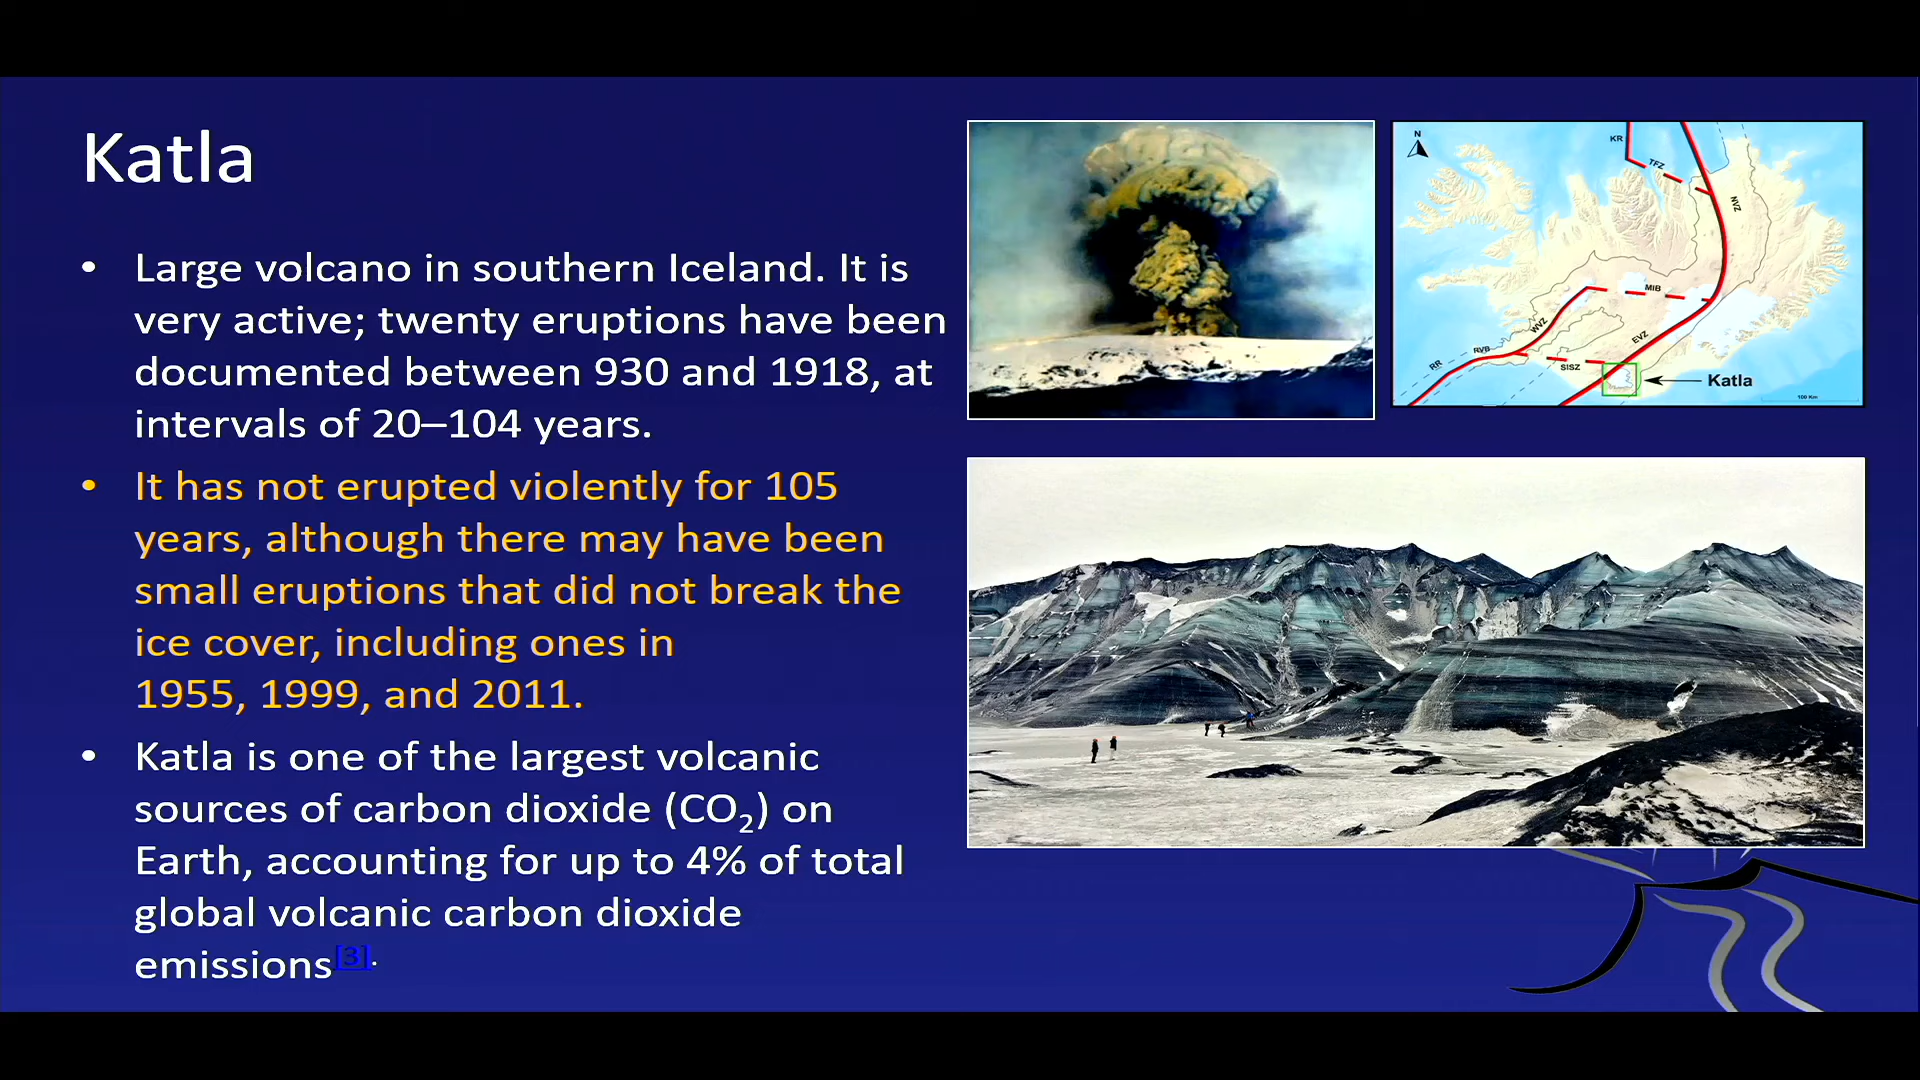 Katla
• Large volcano in southern Iceland. It is
very active; twenty eruptions have been
documented between 930 and 1918, at
intervals of 20–104 years.
• It has not erupted violently for 105
years, although there may have been
small eruptions that did not break the
ice cover, including ones in
1955, 1999, and 2011.
• Katla is one of the largest volcanic
sources of carbon dioxide (CO₂) on
Earth, accounting for up to 4% of total
global volcanic carbon dioxide
emissions[3].
N
KR
TFZ
NVZ
MIB
WVZ
EVZ
RVB
RR
SISZ
Katla
100 Km